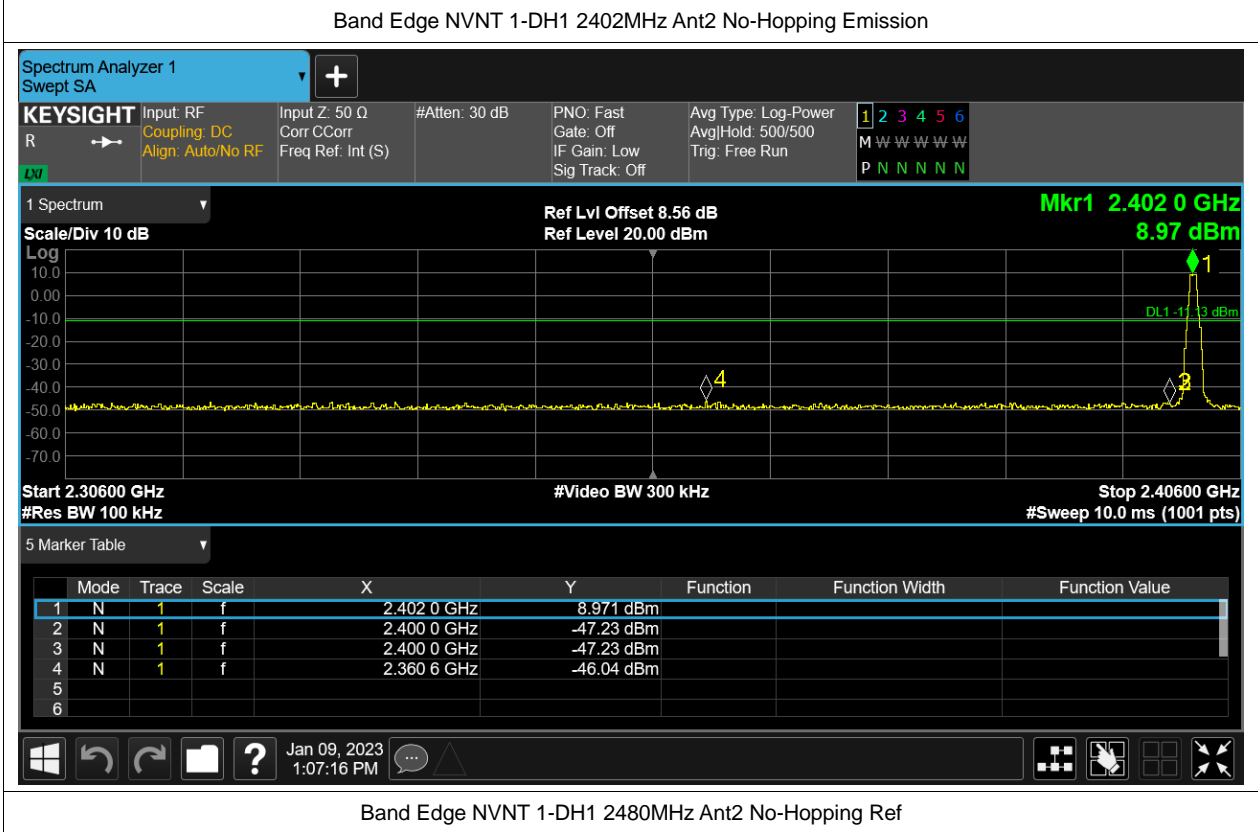 Band Edge NVNT 1-DH1 2402MHz Ant2 No-Hopping Emission
Spectrum Analyzer 1
Swept SA
KEYSIGHT Input: RF Input Z: 50 Ω #Atten: 30 dB PNO: Fast Avg Type: Log-Power 1 2 3 4 5 6
R Coupling: DC Corr CCorr Gate: Off Avg|Hold: 500/500 M W W W W W
Align: Auto/No RF Freq Ref: Int (S) IF Gain: Low Trig: Free Run
LXI Sig Track: Off P N N N N N
1 Spectrum Ref Lvl Offset 8.56 dB Mkr1 2.402 0 GHz
Scale/Div 10 dB Ref Level 20.00 dBm 8.97 dBm
Log
1
10.0
0.00
DL1 -11.13 dBm
-10.0
-20.0
-30.0
4
-40.0
-50.0
-60.0
-70.0
Start 2.30600 GHz #Video BW 300 kHz Stop 2.40600 GHz
#Res BW 100 kHz #Sweep 10.0 ms (1001 pts)
5 Marker Table
Mode Trace Scale X Y Function Function Width Function Value
1 N 1 f 2.402 0 GHz 8.971 dBm
2 N 1 f 2.400 0 GHz -47.23 dBm
3 N 1 f 2.400 0 GHz -47.23 dBm
4 N 1 f 2.360 6 GHz -46.04 dBm
5
6
? Jan 09, 2023
1:07:16 PM
Band Edge NVNT 1-DH1 2480MHz Ant2 No-Hopping Ref